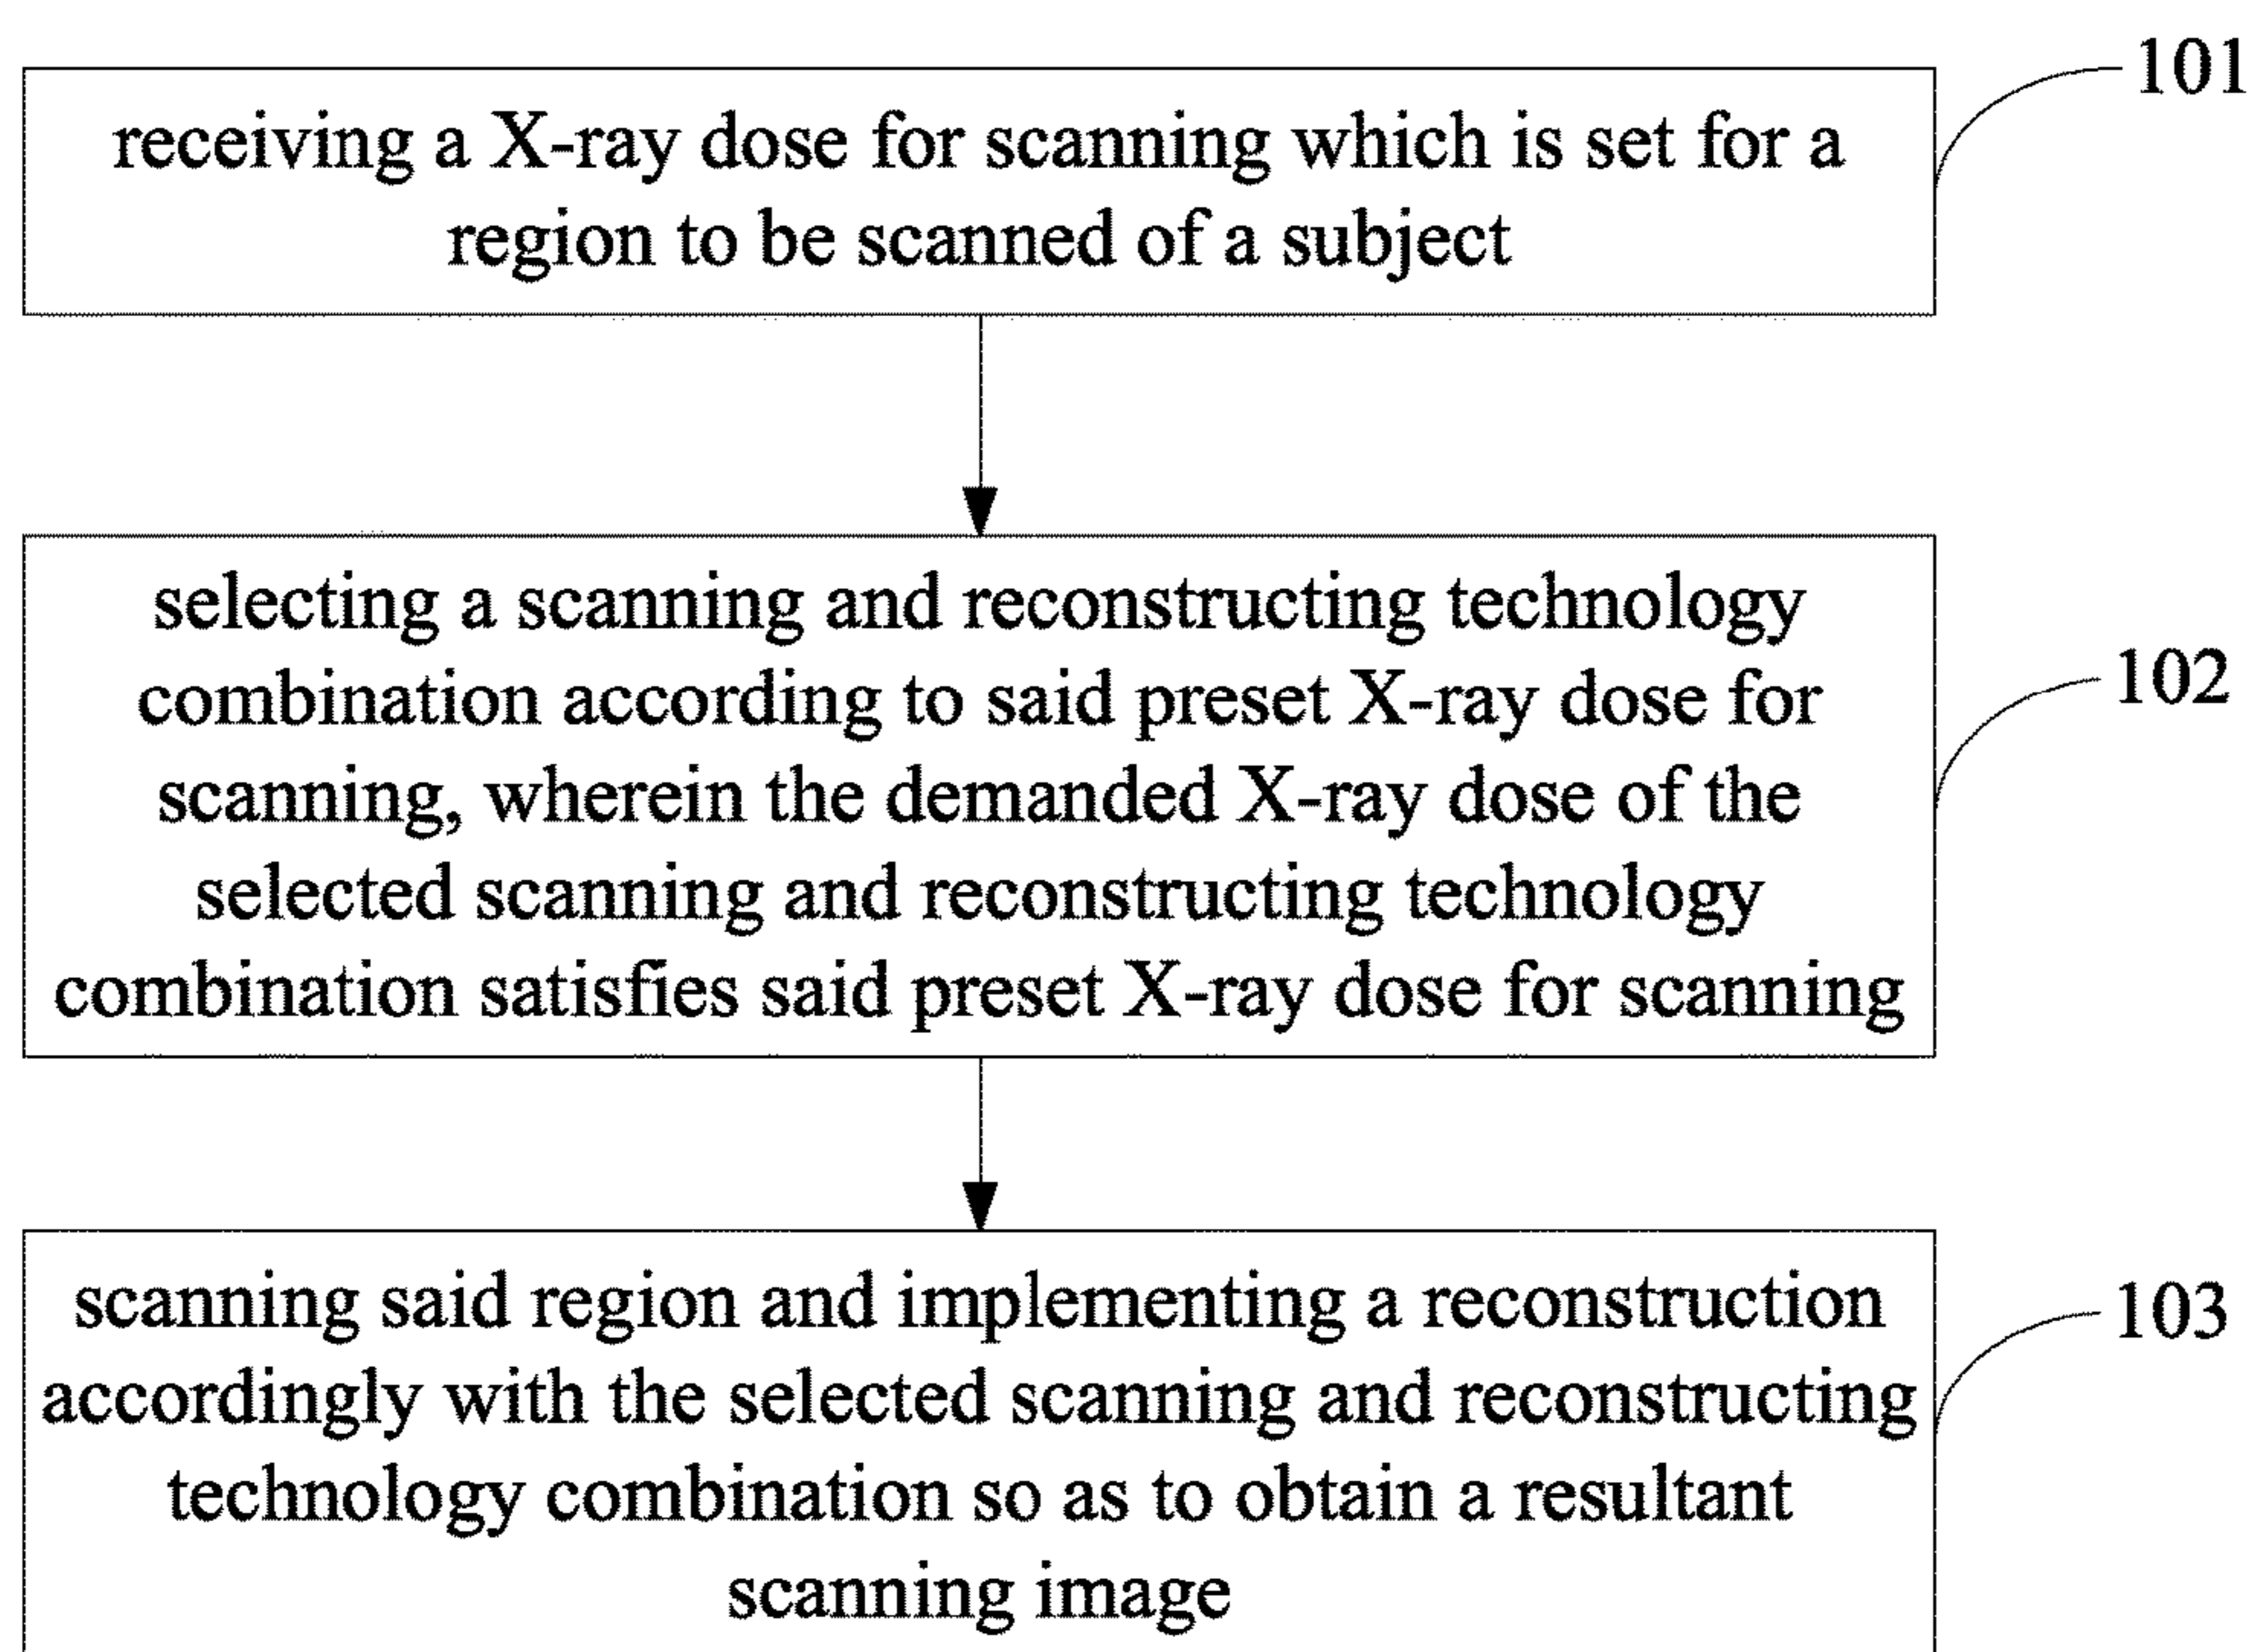 101
receiving a X-ray dose for scanning which is set for a
region to be scanned of a subject
selecting a scanning and reconstructing technology
combination according to said preset X-ray dose for
scanning, wherein the demanded X-ray dose of the
selected scanning and reconstructing technology
combination satisfies said preset X-ray dose for scanning
102
scanning said region and implementing a reconstruction
accordingly with the selected scanning and reconstructing
technology combination so as to obtain a resultant
scanning image
103